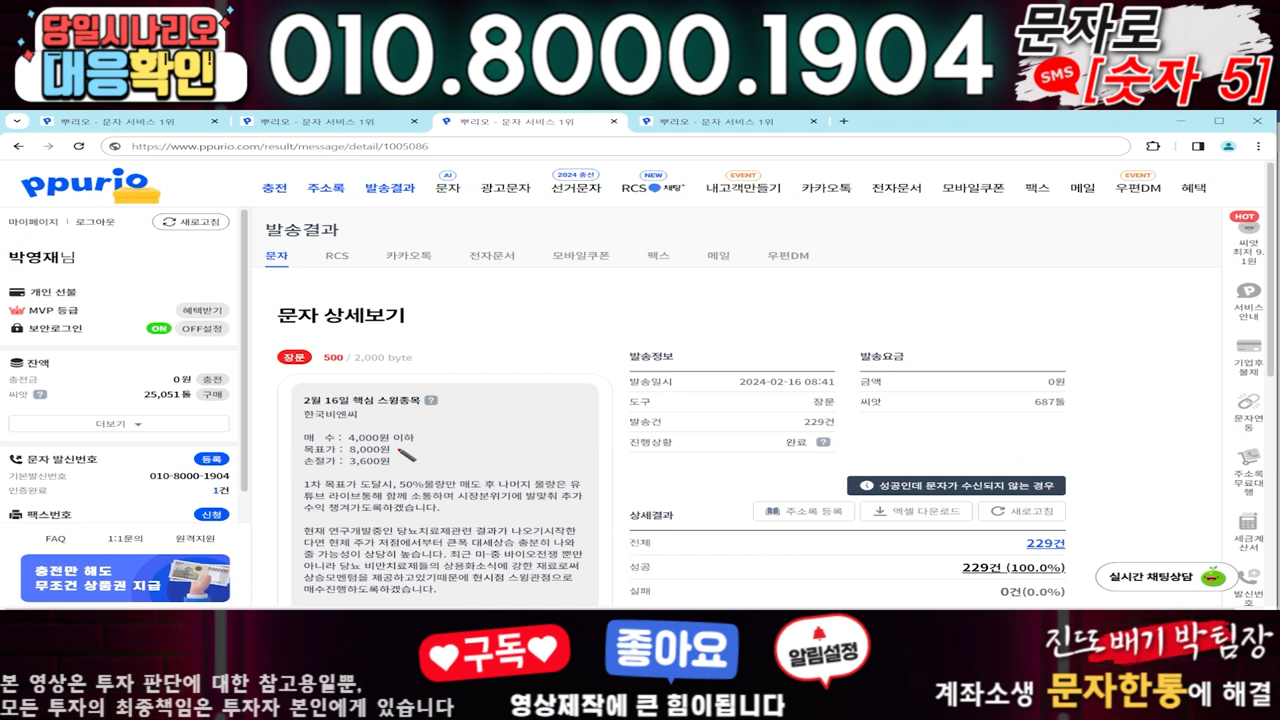 당일시나리오
대응확인
010.8000.1904
문자로
SMS
[숫자 5]
뿌리오 - 문자 서비스 1위
뿌리오 - 문자 서비스 1위
뿌리오 - 문자 서비스 1위
뿌리오 - 문자 서비스 1위
https://www.ppurio.com/result/message/detail/1005086
ppurio
AI
2024 총선
NEW
EVENT
EVENT
충전 주소록 발송결과 문자 광고문자 선거문자 RCS 채팅+ 내고객만들기 카카오톡 전자문서 모바일쿠폰 팩스 메일 우편DM 혜택
마이페이지 로그아웃 새로고침
박영재님
개인 선불
MVP 등급 혜택받기
보안로그인 ON OFF설정
잔액
충전금 0원 충전
씨앗 ? 25,051톨 구매
더보기
문자 발신번호 등록
기본발신번호 010-8000-1904
인증완료 1건
팩스번호 신청
FAQ 1:1문의 원격지원
충전만 해도
무조건 상품권 지급
발송결과
문자 RCS 카카오톡 전자문서 모바일쿠폰 팩스 메일 우편DM
문자 상세보기
장문 500 / 2,000 byte
2월 16일 핵심 스윙종목 ?
한국비엔씨
매 수 : 4,000원 이하
목표가 : 8,000원
손절가 : 3,600원
1차 목표가 도달시, 50%물량만 매도 후 나머지 물량은 유
튜브 라이브통해 함께 소통하며 시장분위기에 발맞춰 추가
수익 챙겨가도록하겠습니다.
현재 연구개발중인 당뇨치료제관련 결과가 나오기시작한
다면 현재 주가 저점에서부터 큰폭 대세상승 충분히 나와
줄 가능성이 상당히 높습니다. 최근 미-중 바이오전쟁 뿐만
아니라 당뇨 비만치료제들의 상용화소식에 강한 재료로써
상승모멘텀을 제공하고있기때문에 현시점 스윙관점으로
매수진행하도록하겠습니다.
발송정보
발송일시 2024-02-16 08:41
도구 장문
발송건 229건
진행상황 완료 ?
발송요금
금액 0원
씨앗 687톨
성공인데 문자가 수신되지 않는 경우
상세결과 주소록 등록 엑셀 다운로드 새로고침
전체 229건
성공 229건 (100.0%)
실패 0건(0.0%)
HOT
씨앗
최저 9.
1원
서비스
안내
기업후
불제
문자연
동
주소록
무료대
행
세금계
산서
발신번
호
실시간 채팅상담
구독
좋아요
알림설정
영상제작에 큰 힘이됩니다
본 영상은 투자 판단에 대한 참고용일뿐,
모든 투자의 최종책임은 투자자 본인에게 있습니다
진또배기 박팀장
계좌소생 문자한통에 해결